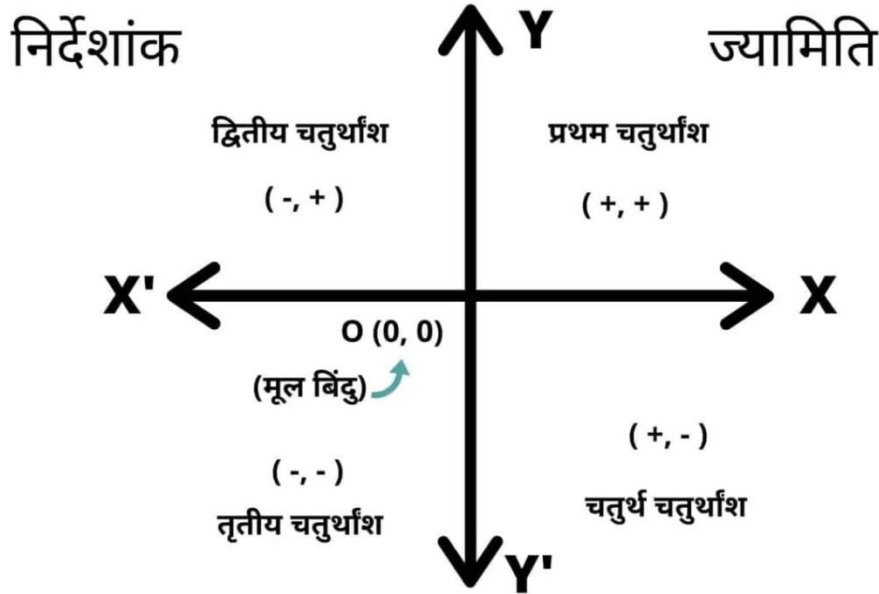 निर्देशांक
Y
ज्यामिति
द्वितीय चतुर्थांश
प्रथम चतुर्थांश
( -, + )
( +, + )
X'
X
O (0, 0)
(मूल बिंदु)
( +, - )
( -, - )
चतुर्थ चतुर्थांश
तृतीय चतुर्थांश
Y'